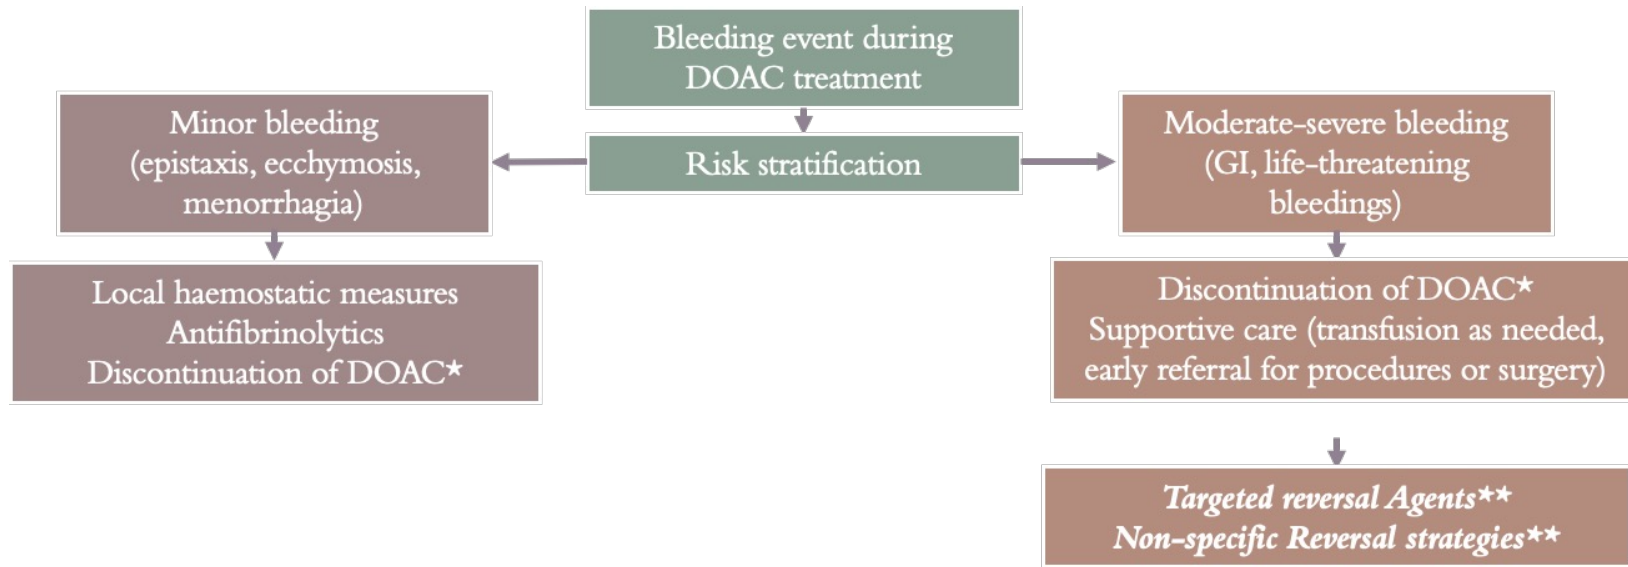 Bleeding event during
DOAC treatment
Risk stratification
Minor bleeding
(epistaxis, ecchymosis,
menorrhagia)
Local haemostatic measures
Antifibrinolytics
Discontinuation of DOAC★
Moderate-severe bleeding
(GI, life-threatening
bleedings)
Discontinuation of DOAC★
Supportive care (transfusion as needed,
early referral for procedures or surgery)
Targeted reversal Agents★★
Non-specific Reversal strategies★★